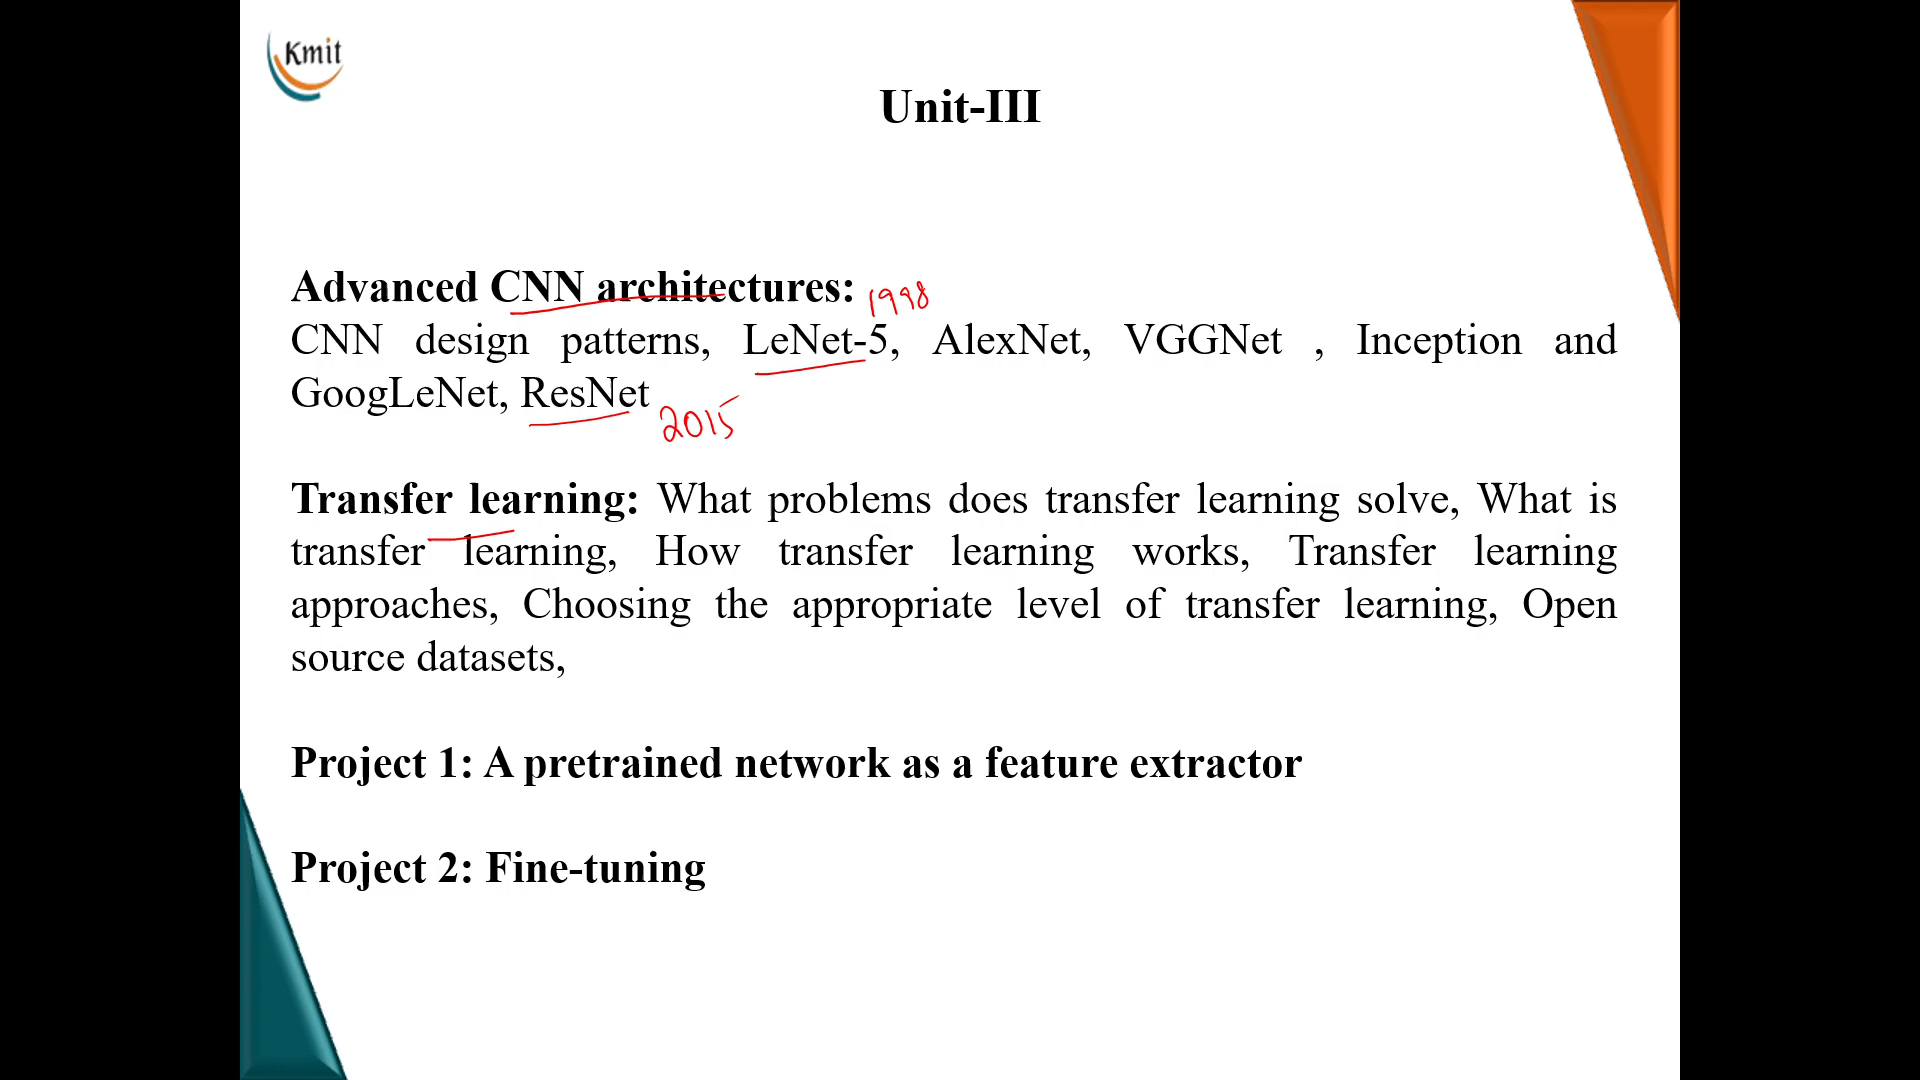 Kmit
Unit-III
Advanced CNN architectures:
1998
CNN design patterns, LeNet-5, AlexNet, VGGNet , Inception and
GoogLeNet, ResNet
2015
Transfer learning: What problems does transfer learning solve, What is
transfer learning, How transfer learning works, Transfer learning
approaches, Choosing the appropriate level of transfer learning, Open
source datasets,
Project 1: A pretrained network as a feature extractor
Project 2: Fine-tuning